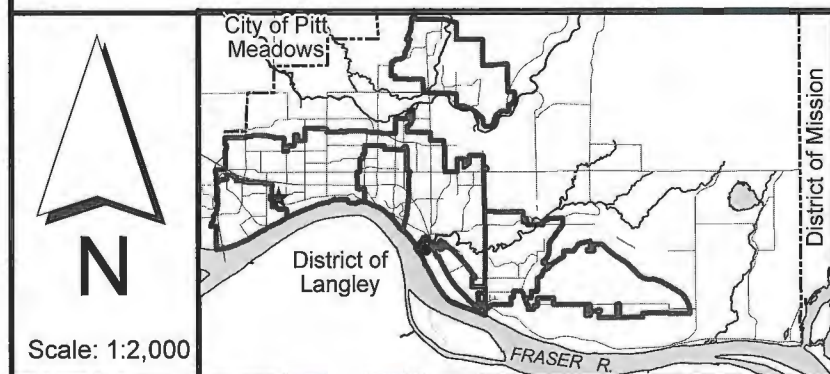 City of Pitt
Meadows
District of Mission
District of
Langley
FRASER R.
N
Scale: 1:2,000